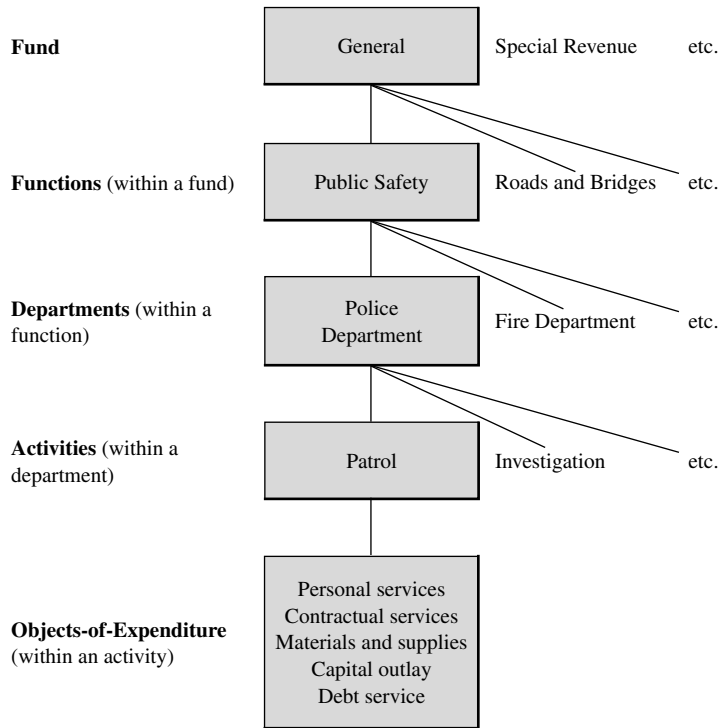 Fund
General
Special Revenue
etc.
Functions (within a fund)
Public Safety
Roads and Bridges
etc.
Departments (within a
function)
Police
Department
Fire Department
etc.
Activities (within a
department)
Patrol
Investigation
etc.
Objects-of-Expenditure
(within an activity)
Personal services
Contractual services
Materials and supplies
Capital outlay
Debt service